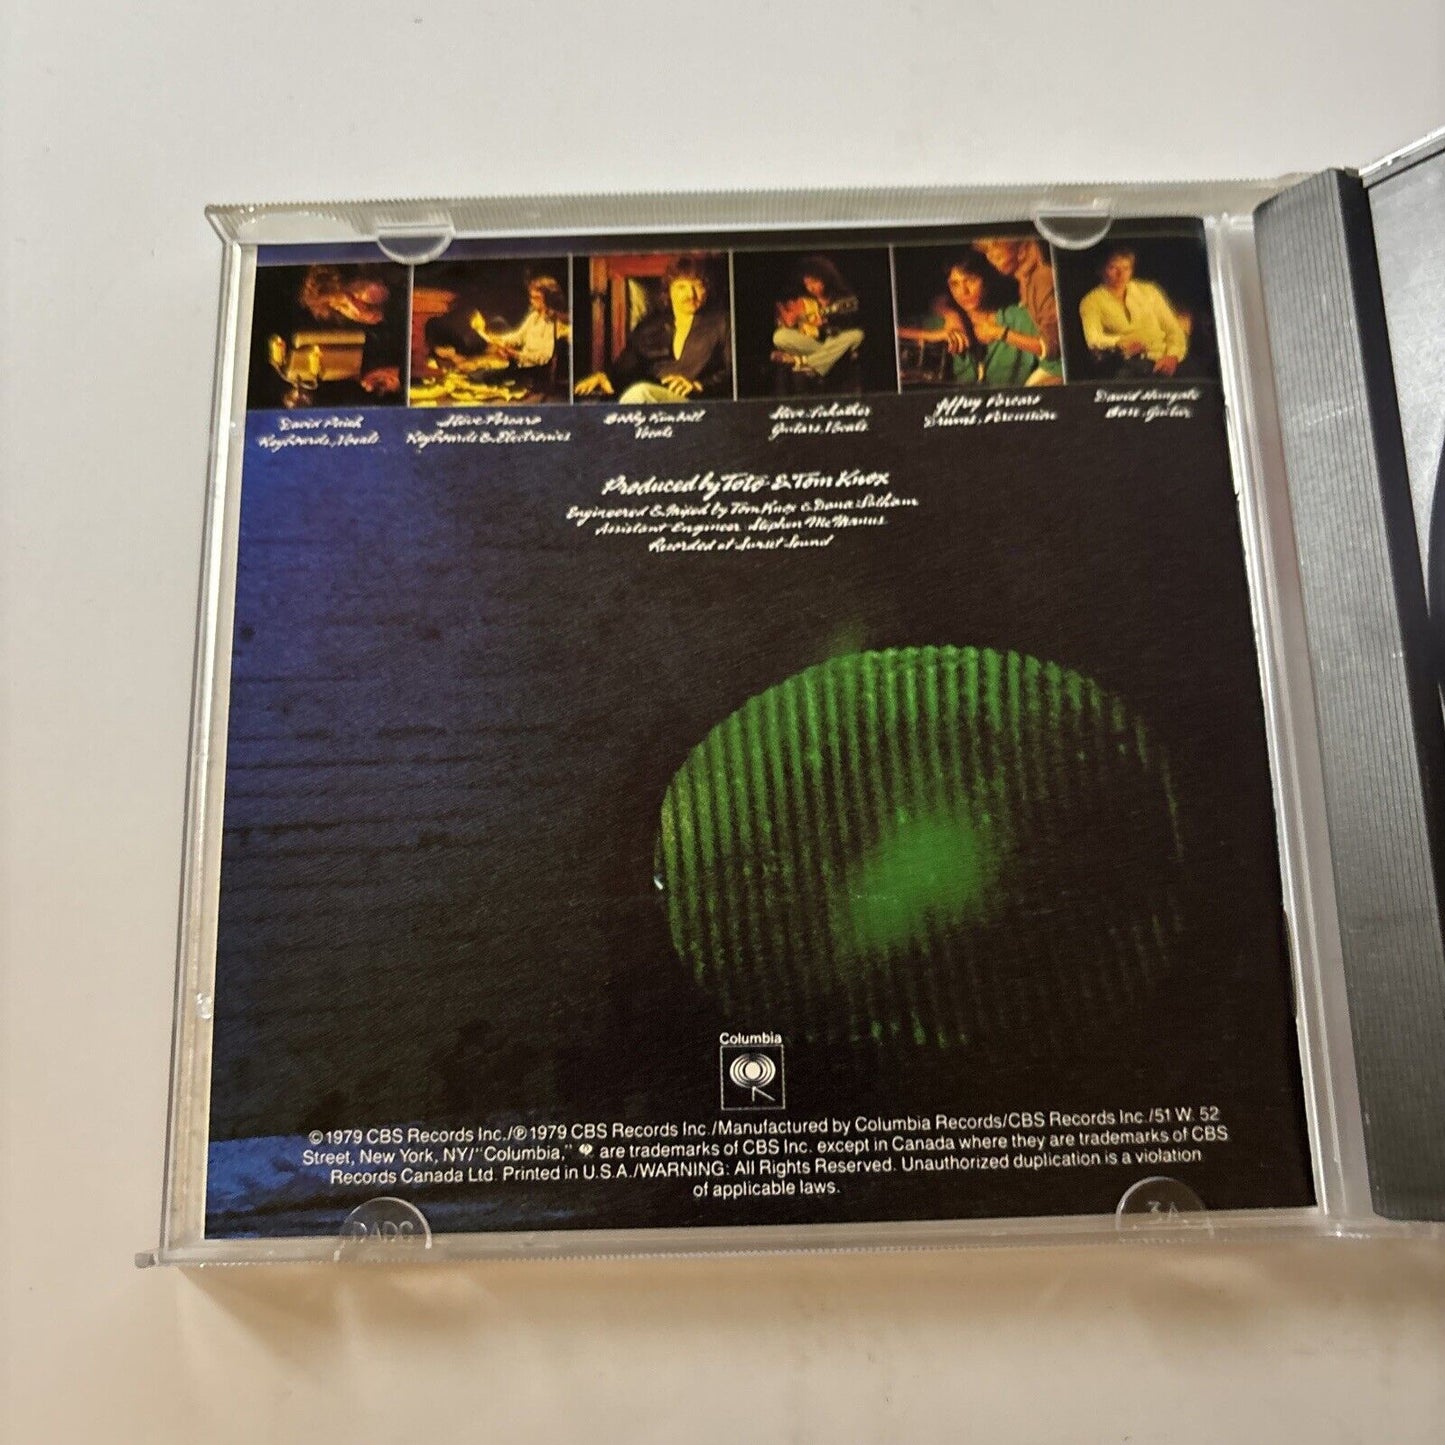 David Paich
Keyboards, Vocals
Steve Porcaro
Keyboards & Electronics
Bobby Kimball
Vocals
Steve Lukather
Guitars, Vocals
Jeffrey Porcaro
Drums, Percussion
David Hungate
Bass Guitar
Produced by Toto & Tom Knox
Engineered & Mixed by Tom Knox & Dana Latham
Assistant Engineer Stephen McManus
Recorded at Sunset Sound
Columbia
© 1979 CBS Records Inc./℗ 1979 CBS Records Inc./Manufactured by Columbia Records/CBS Records Inc./51 W. 52
Street, New York, NY/"Columbia," are trademarks of CBS Inc. except in Canada where they are trademarks of CBS
Records Canada Ltd. Printed in U.S.A./WARNING: All Rights Reserved. Unauthorized duplication is a violation
of applicable laws.
DADC
3A